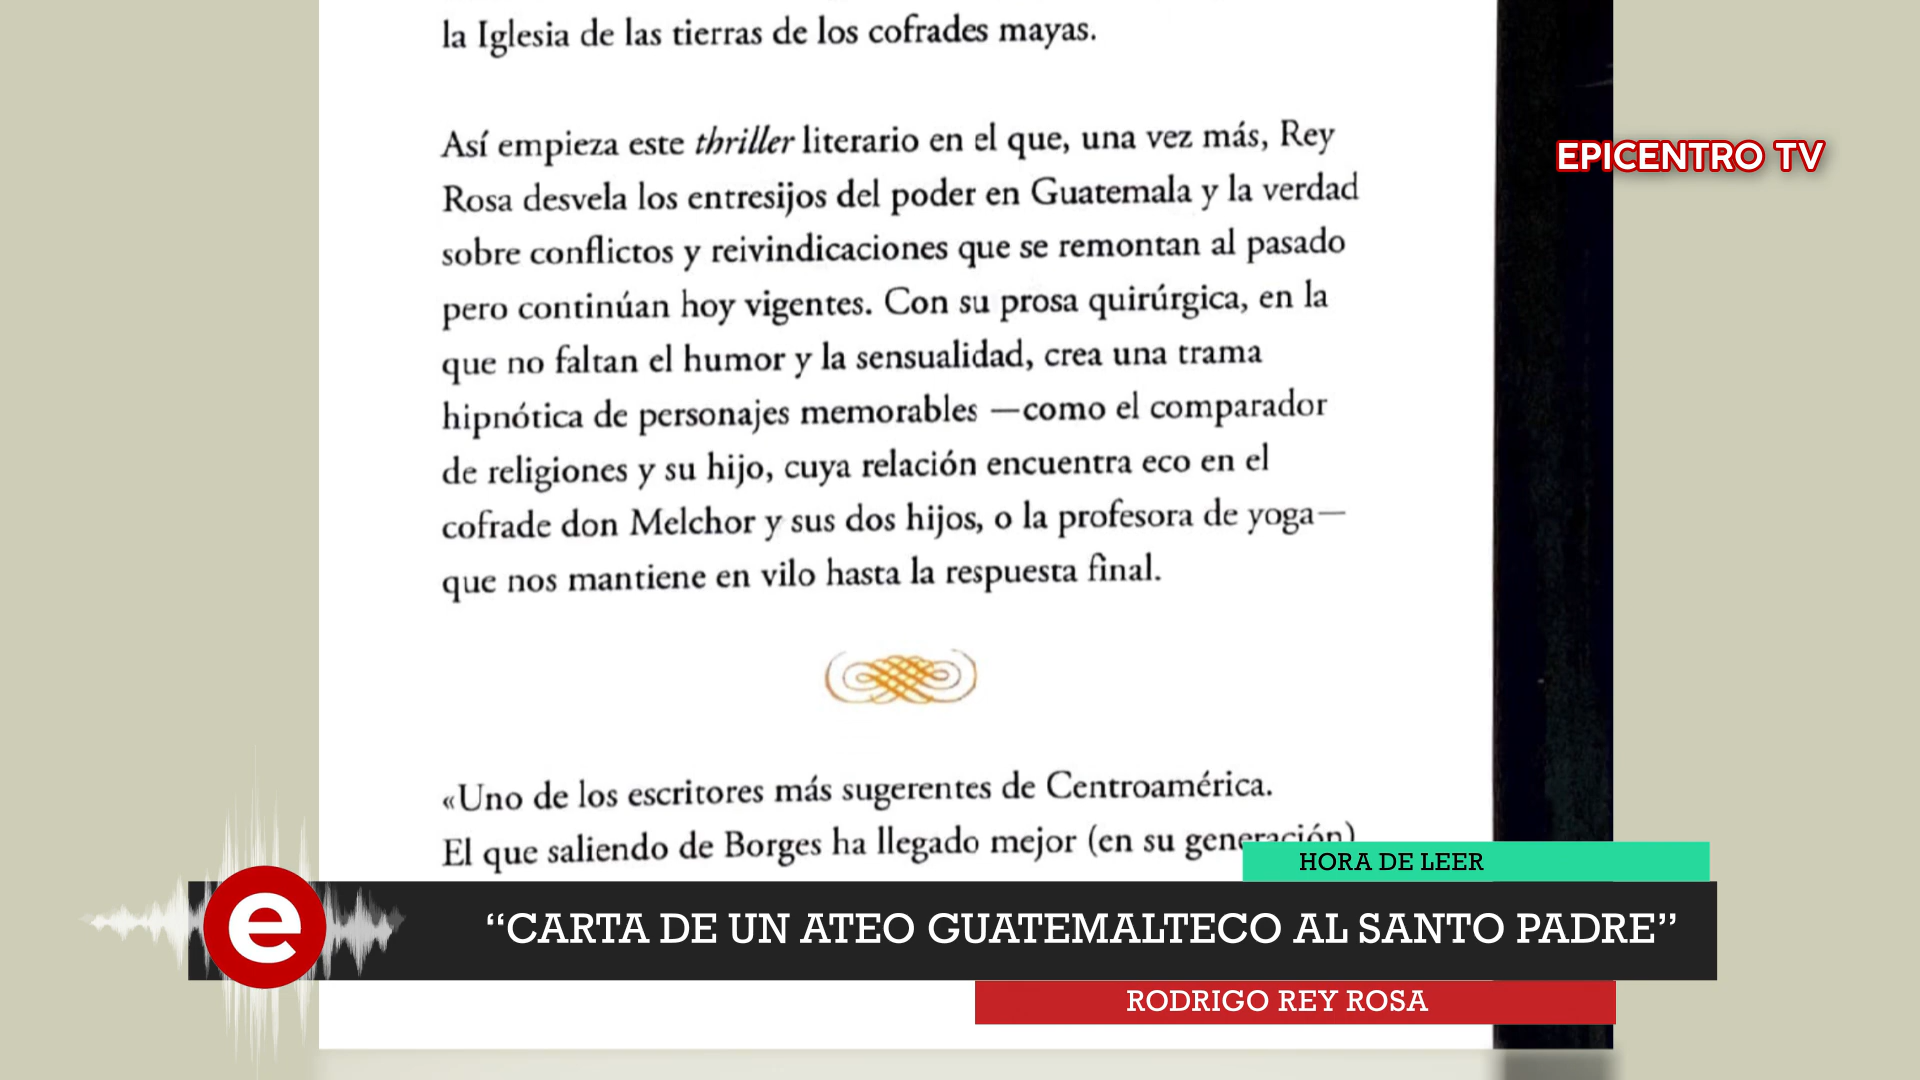 la Iglesia de las tierras de los cofrades mayas.
Así empieza este thriller literario en el que, una vez más, Rey
Rosa desvela los entresijos del poder en Guatemala y la verdad
sobre conflictos y reivindicaciones que se remontan al pasado
pero continúan hoy vigentes. Con su prosa quirúrgica, en la
que no faltan el humor y la sensualidad, crea una trama
hipnótica de personajes memorables —como el comparador
de religiones y su hijo, cuya relación encuentra eco en el
cofrade don Melchor y sus dos hijos, o la profesora de yoga—
que nos mantiene en vilo hasta la respuesta final.
«Uno de los escritores más sugerentes de Centroamérica.
El que saliendo de Borges ha llegado mejor (en su generación)
EPICENTRO TV
HORA DE LEER
e
“CARTA DE UN ATEO GUATEMALTECO AL SANTO PADRE”
RODRIGO REY ROSA